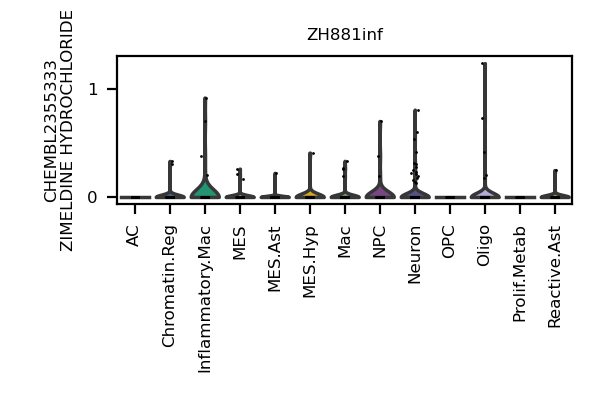 ZH881inf
CHEMBL2355333
ZIMELDINE HYDROCHLORIDE
1
0
AC
Chromatin.Reg
Inflammatory.Mac
MES
MES.Ast
MES.Hyp
Mac
NPC
Neuron
OPC
Oligo
Prolif.Metab
Reactive.Ast